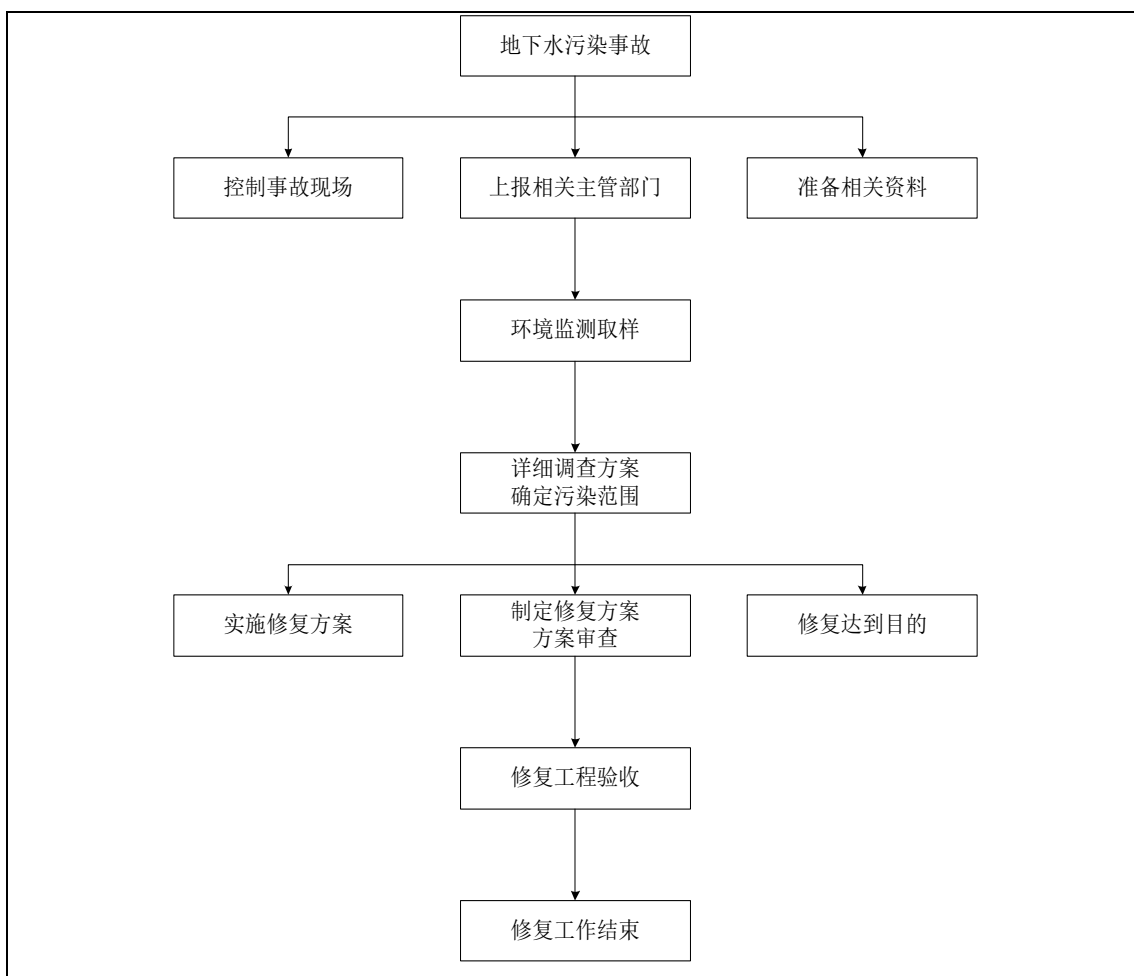 地下水污染事故
控制事故现场
上报相关主管部门
准备相关资料
环境监测取样
详细调查方案
确定污染范围
实施修复方案
制定修复方案
方案审查
修复达到目的
修复工程验收
修复工作结束